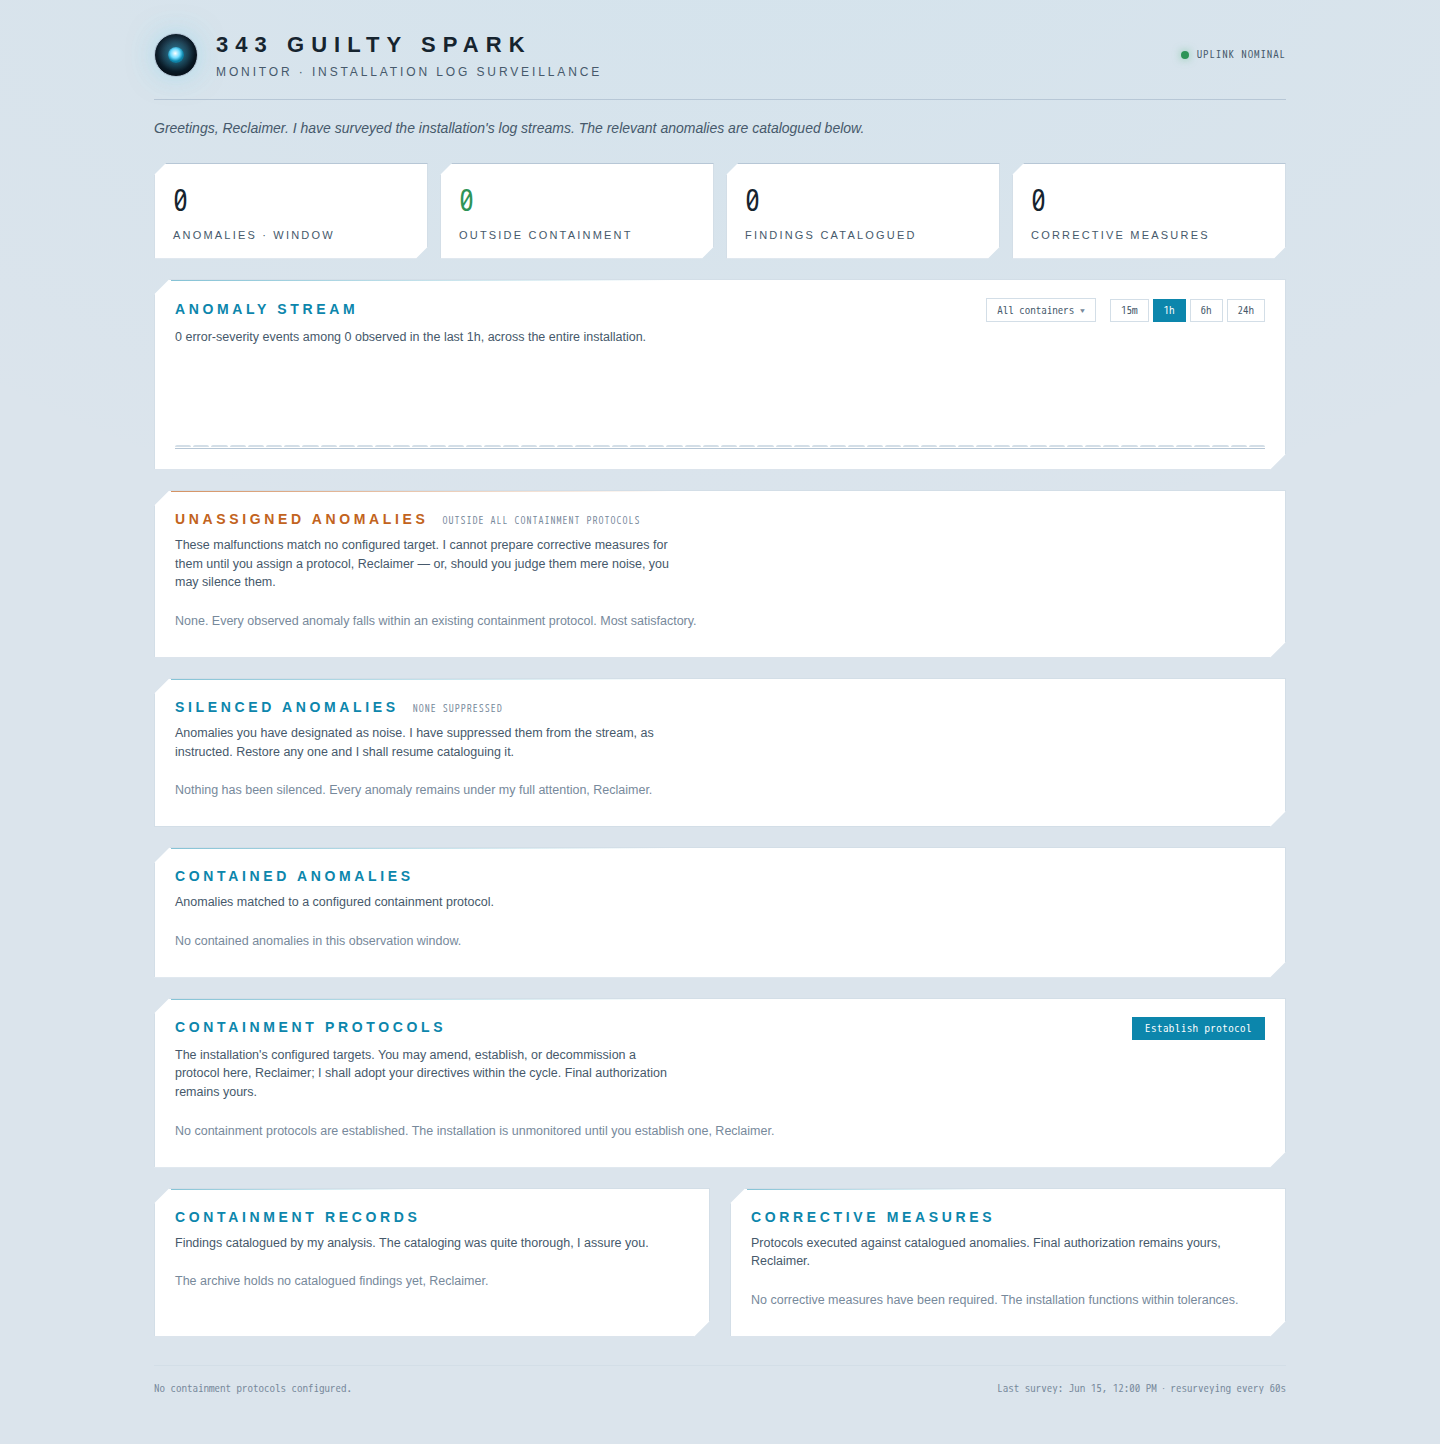 343 GUILTY SPARK
MONITOR · INSTALLATION LOG SURVEILLANCE
UPLINK NOMINAL
Greetings, Reclaimer. I have surveyed the installation's log streams. The relevant anomalies are catalogued below.
0
ANOMALIES · WINDOW
0
OUTSIDE CONTAINMENT
0
FINDINGS CATALOGUED
0
CORRECTIVE MEASURES
ANOMALY STREAM
All containers ▾
15m
1h
6h
24h
0 error-severity events among 0 observed in the last 1h, across the entire installation.
UNASSIGNED ANOMALIES OUTSIDE ALL CONTAINMENT PROTOCOLS
These malfunctions match no configured target. I cannot prepare corrective measures for
them until you assign a protocol, Reclaimer — or, should you judge them mere noise, you
may silence them.
None. Every observed anomaly falls within an existing containment protocol. Most satisfactory.
SILENCED ANOMALIES NONE SUPPRESSED
Anomalies you have designated as noise. I have suppressed them from the stream, as
instructed. Restore any one and I shall resume cataloguing it.
Nothing has been silenced. Every anomaly remains under my full attention, Reclaimer.
CONTAINED ANOMALIES
Anomalies matched to a configured containment protocol.
No contained anomalies in this observation window.
CONTAINMENT PROTOCOLS
Establish protocol
The installation's configured targets. You may amend, establish, or decommission a
protocol here, Reclaimer; I shall adopt your directives within the cycle. Final authorization
remains yours.
No containment protocols are established. The installation is unmonitored until you establish one, Reclaimer.
CONTAINMENT RECORDS
Findings catalogued by my analysis. The cataloging was quite thorough, I assure you.
The archive holds no catalogued findings yet, Reclaimer.
CORRECTIVE MEASURES
Protocols executed against catalogued anomalies. Final authorization remains yours,
Reclaimer.
No corrective measures have been required. The installation functions within tolerances.
No containment protocols configured.
Last survey: Jun 15, 12:00 PM · resurveying every 60s